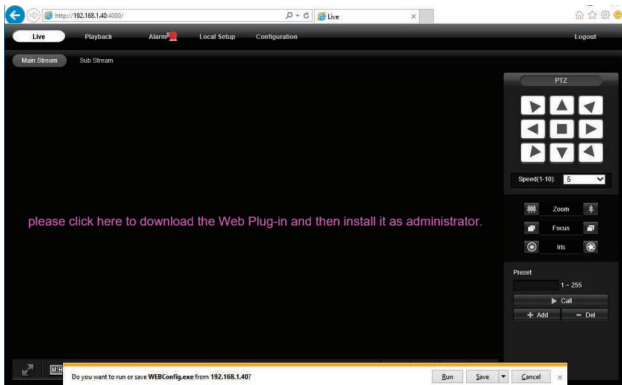 http://192.168.1.40:4000/
Live
Live Playback Alarm Local Setup Configuration Logout
Main Stream Sub Stream
PTZ
Speed(1-10): 5
please click here to download the Web Plug-in and then install it as administrator.
Zoom
Focus
Iris
Preset
1 ~ 255
Call
Add Del
Do you want to run or save WEBConfig.exe from 192.168.1.40?
Run Save Cancel